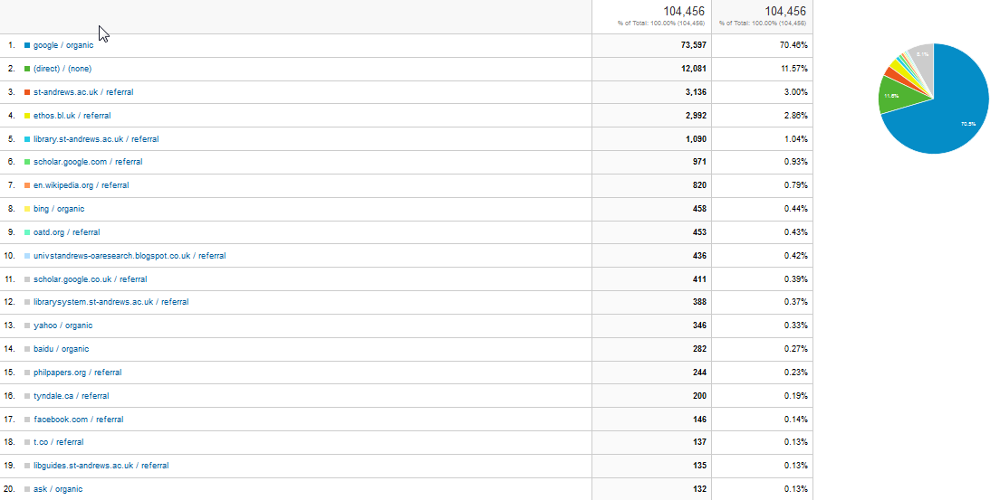 104,456 104,456
% of Total: 100.00% (104,456) % of Total: 100.00% (104,456)
1. google / organic 73,597 70.46%
2. (direct) / (none) 12,081 11.57%
3. st-andrews.ac.uk / referral 3,136 3.00%
4. ethos.bl.uk / referral 2,992 2.86%
5. library.st-andrews.ac.uk / referral 1,090 1.04%
6. scholar.google.com / referral 971 0.93%
7. en.wikipedia.org / referral 820 0.79%
8. bing / organic 458 0.44%
9. oatd.org / referral 453 0.43%
10. univstandrews-oaresearch.blogspot.co.uk / referral 436 0.42%
11. scholar.google.co.uk / referral 411 0.39%
12. librarysystem.st-andrews.ac.uk / referral 388 0.37%
13. yahoo / organic 346 0.33%
14. baidu / organic 282 0.27%
15. philpapers.org / referral 244 0.23%
16. tyndale.ca / referral 200 0.19%
17. facebook.com / referral 146 0.14%
18. t.co / referral 137 0.13%
19. libguides.st-andrews.ac.uk / referral 135 0.13%
20. ask / organic 132 0.13%
11.6%
70.5%